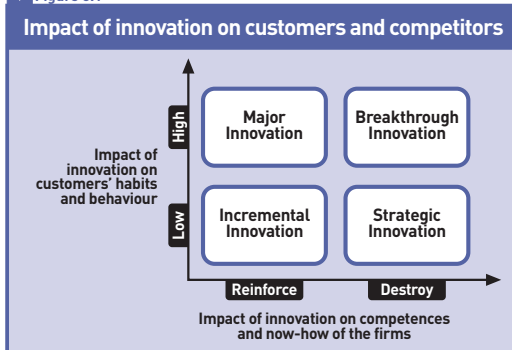 Impact of innovation on customers and competitors
High
Major
Innovation
Breakthrough
Innovation
Impact of
innovation on
customers' habits
and behaviour
Low
Incremental
Innovation
Strategic
Innovation
Reinforce
Destroy
Impact of innovation on competences
and now-how of the firms